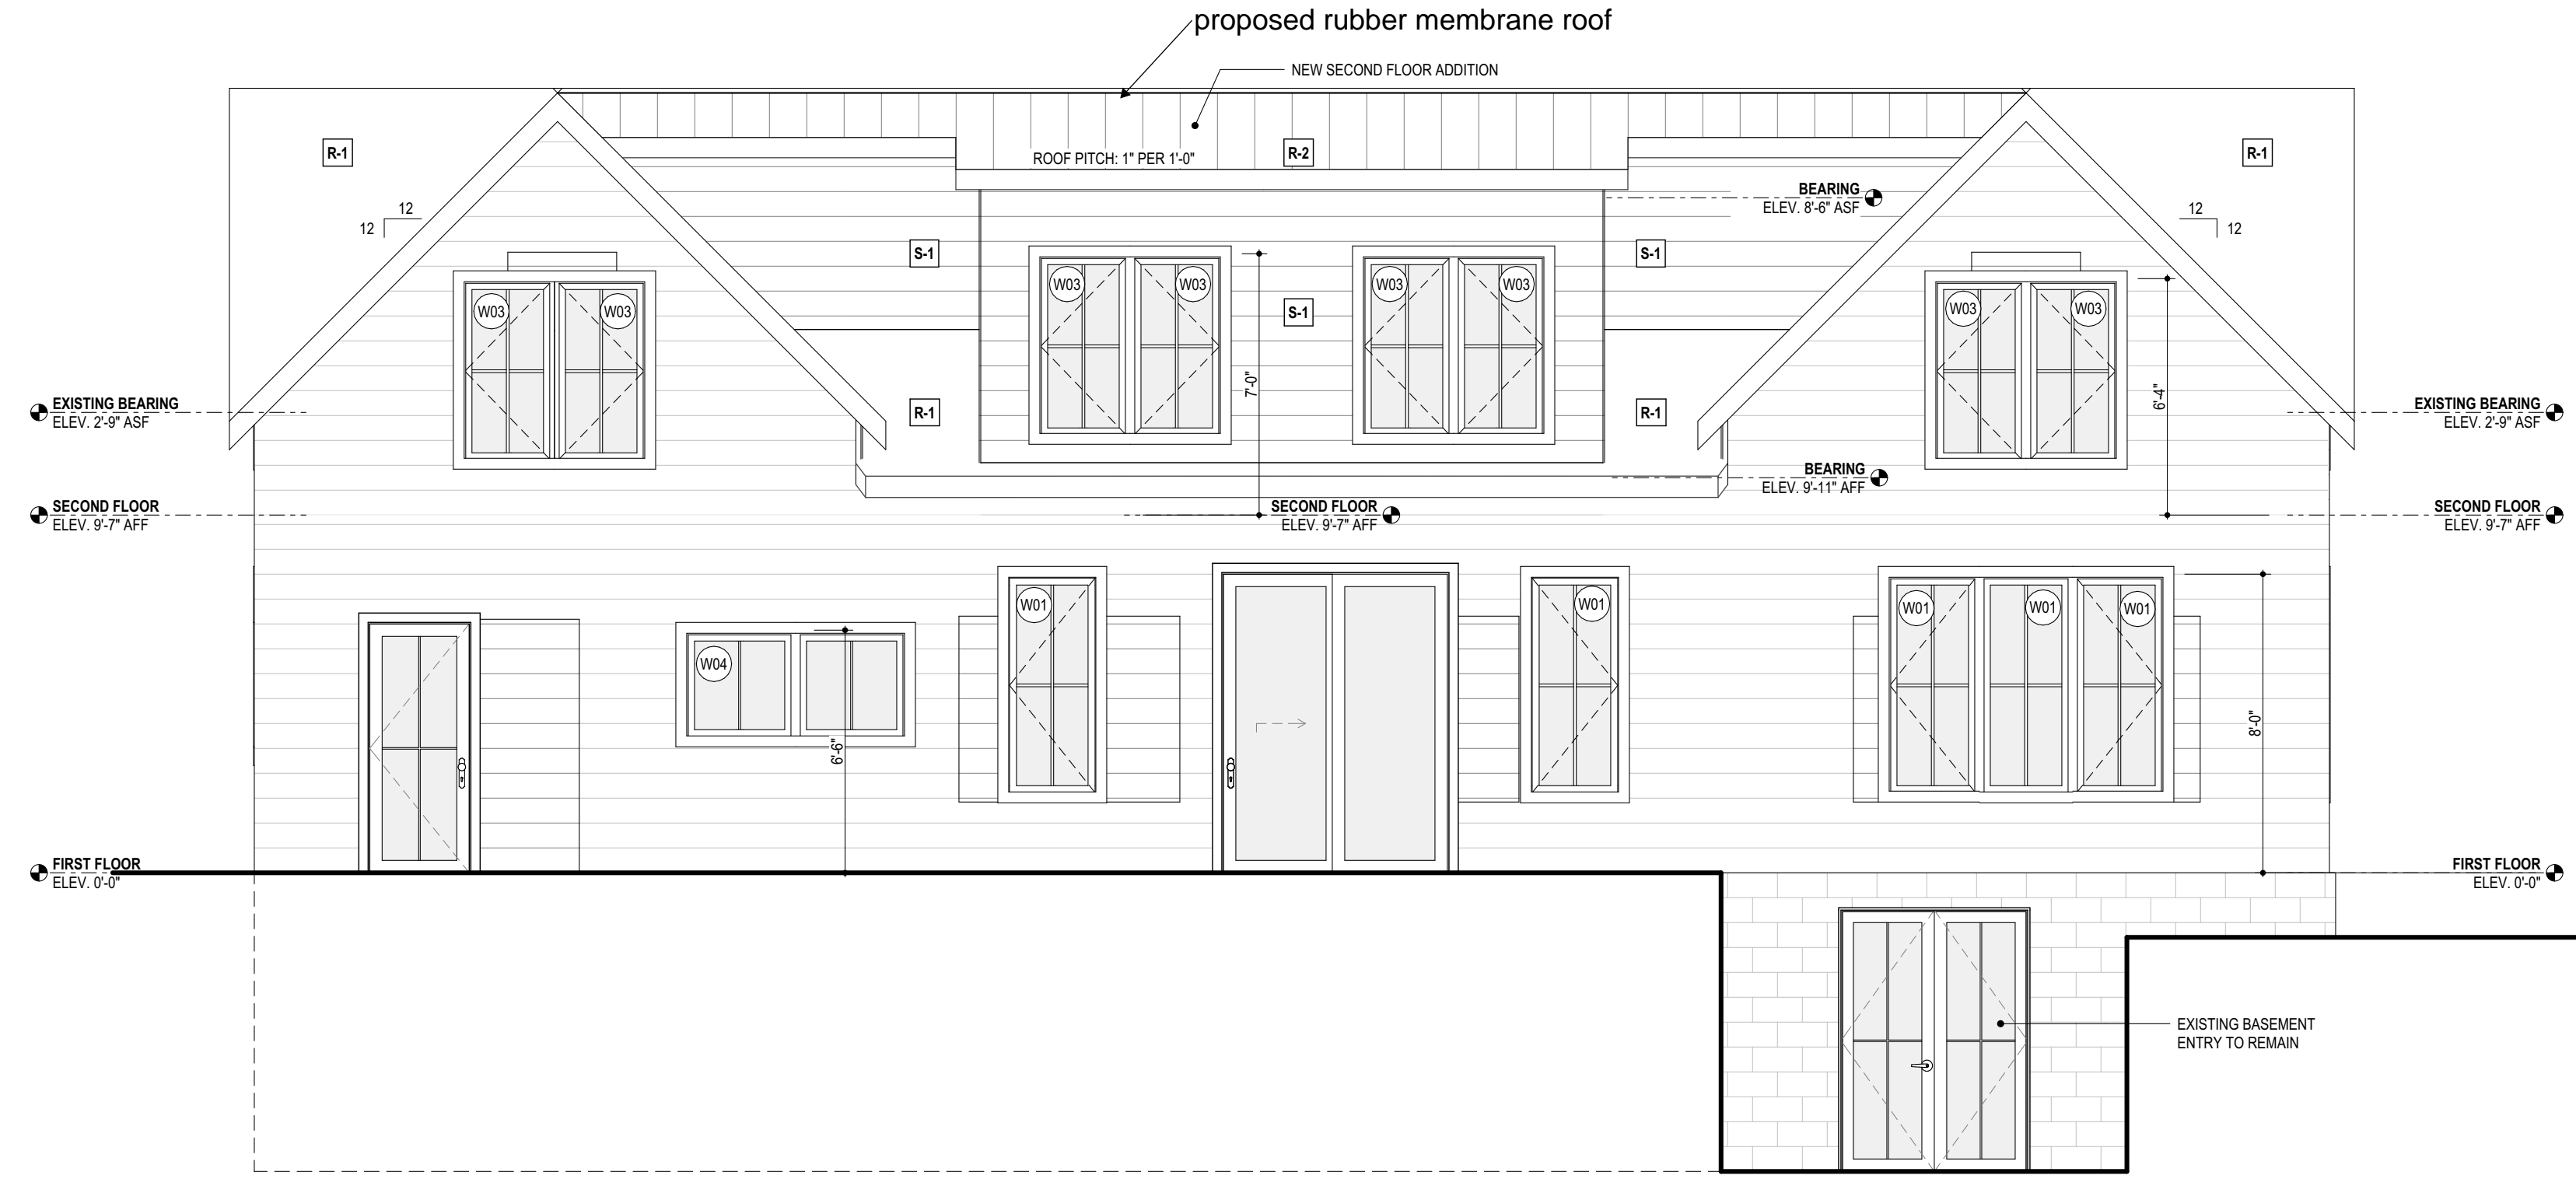 proposed rubber membrane roof
NEW SECOND FLOOR ADDITION
R-1
ROOF PITCH: 1" PER 1'-0"
R-2
R-1
BEARING
ELEV. 8'-6" ASF
12
12
12
12
S-1
S-1
W03
W03
W03
W03
W03
W03
W03
W03
S-1
7'-0"
6'-4"
EXISTING BEARING
ELEV. 2'-9" ASF
R-1
R-1
EXISTING BEARING
ELEV. 2'-9" ASF
BEARING
ELEV. 9'-11" AFF
SECOND FLOOR
ELEV. 9'-7" AFF
SECOND FLOOR
ELEV. 9'-7" AFF
SECOND FLOOR
ELEV. 9'-7" AFF
W01
W01
W01
W01
W01
W04
6'-6"
8'-0"
FIRST FLOOR
ELEV. 0'-0"
FIRST FLOOR
ELEV. 0'-0"
EXISTING BASEMENT
ENTRY TO REMAIN